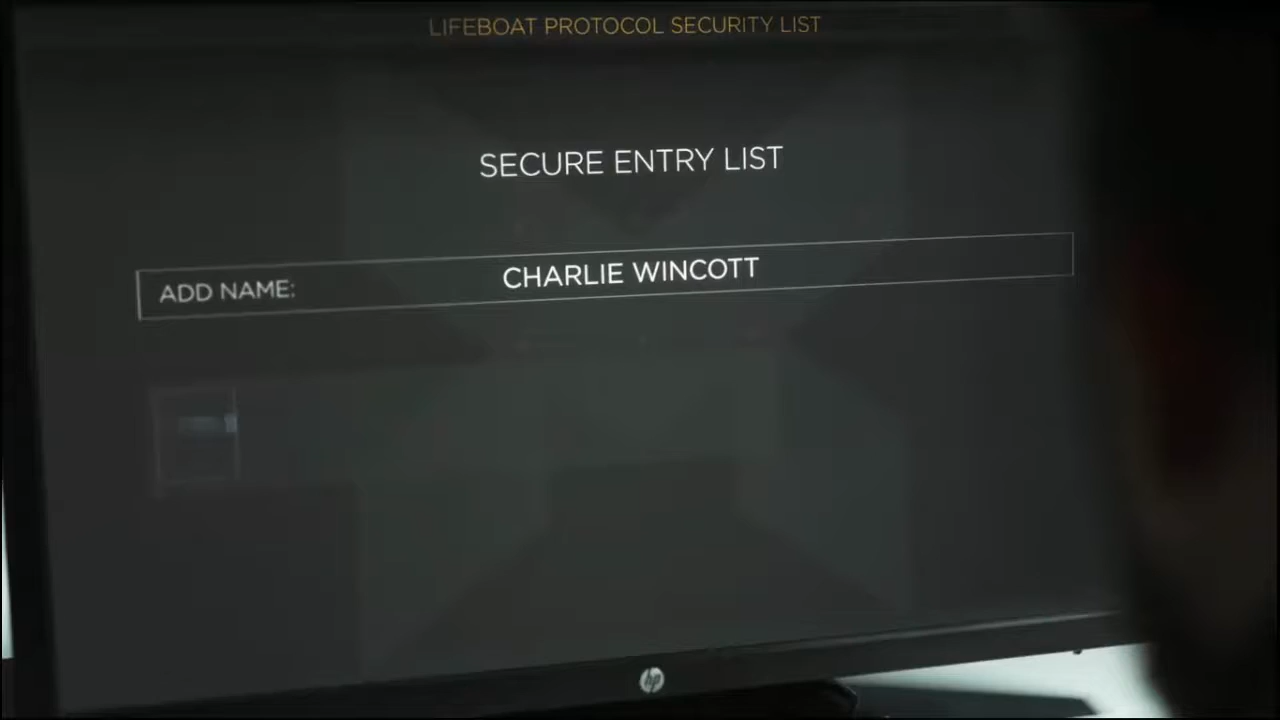 LIFEBOAT PROTOCOL SECURITY LIST
SECURE ENTRY LIST
ADD NAME: CHARLIE WINCOTT
hp